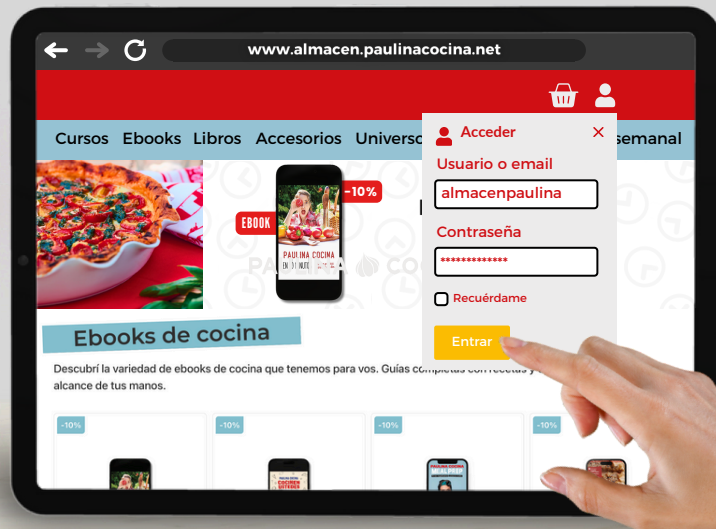 www.almacen.paulinacocina.net
Cursos Ebooks Libros Accesorios semanal
Acceder
Usuario o email
almacenpaulina
Contraseña
*************
Recuérdame
Entrar
-10%
EBOOK
PAULINA COCINA
Ebooks de cocina
Descubrí la variedad de ebooks de cocina que tenemos para vos. Guías completas con recetas y
alcance de tus manos.
-10%
-10%
-10%
-10%
PAULINA COCINA